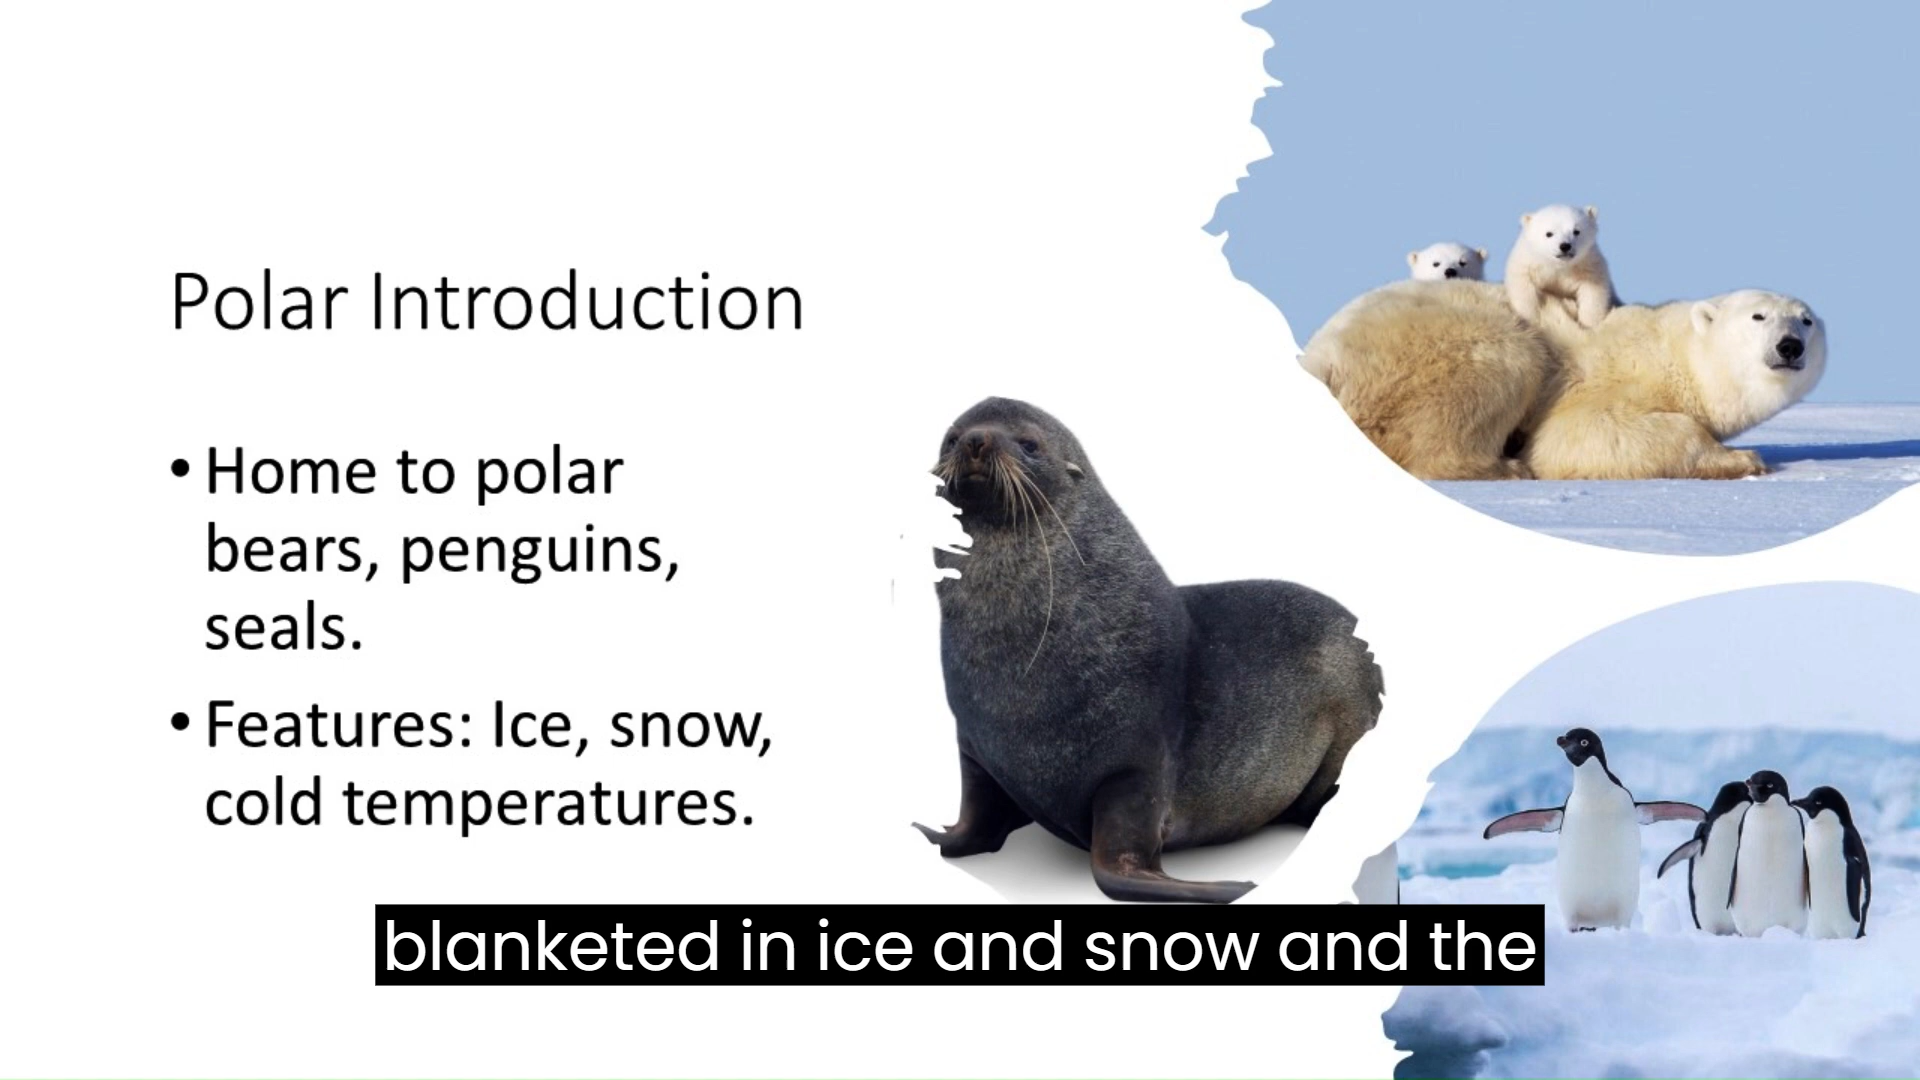 Polar Introduction
• Home to polar
bears, penguins,
seals.
• Features: Ice, snow,
cold temperatures.
blanketed in ice and snow and the